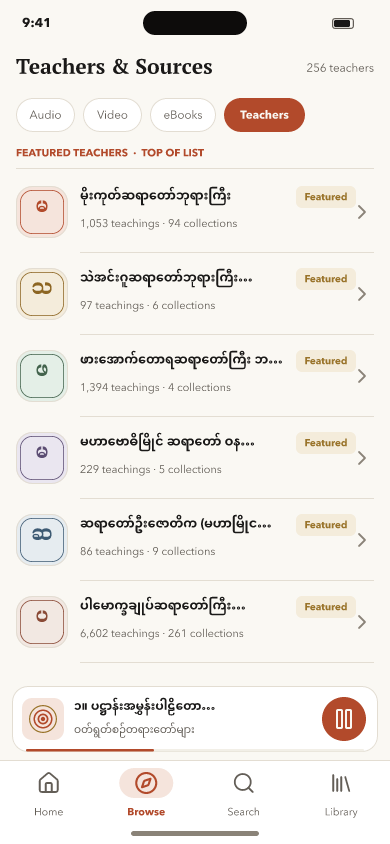 9:41
Teachers & Sources
256 teachers
Audio
Video
eBooks
Teachers
FEATURED TEACHERS · TOP OF LIST
မ
မိုးကုတ်ဆရာတော်ဘုရားကြီး
Featured
1,053 teachings · 94 collections
သ
သဲအင်းဂူဆရာတော်ဘုရားကြီး...
Featured
97 teachings · 6 collections
ဖ
ဖားအောက်တောရဆရာတော်ကြီး ဘ...
Featured
1,394 teachings · 4 collections
မ
မဟာဗောဓိမြိုင် ဆရာတော် ဝန...
Featured
229 teachings · 5 collections
ဆ
ဆရာတော်ဦးဇောတိက (မဟာမြိုင...
Featured
86 teachings · 9 collections
ပ
ပါမောက္ခချုပ်ဆရာတော်ကြီး...
Featured
6,602 teachings · 261 collections
၁။ ပဋ္ဌာန်းအမွှန်းပါဠိတော...
ဝတ်ရွတ်စဉ်တရားတော်များ
Home
Browse
Search
Library